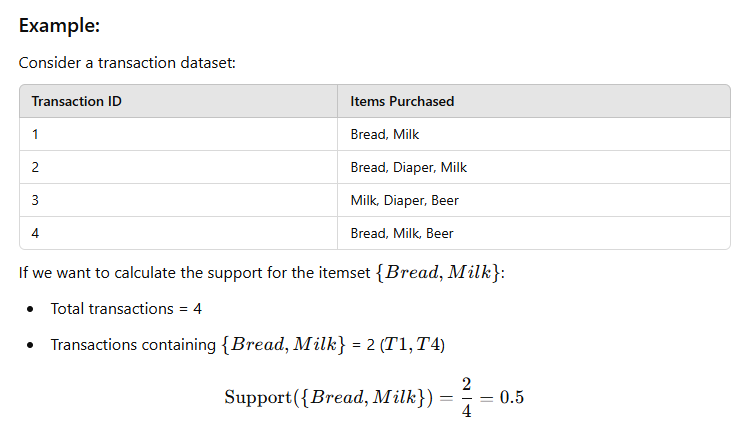 Example:
Consider a transaction dataset:
Transaction ID Items Purchased
1 Bread, Milk
2 Bread, Diaper, Milk
3 Milk, Diaper, Beer
4 Bread, Milk, Beer
If we want to calculate the support for the itemset {Bread, Milk}:
• Total transactions = 4
• Transactions containing {Bread, Milk} = 2 (T1, T4)
Support({Bread, Milk}) = 2/4 = 0.5